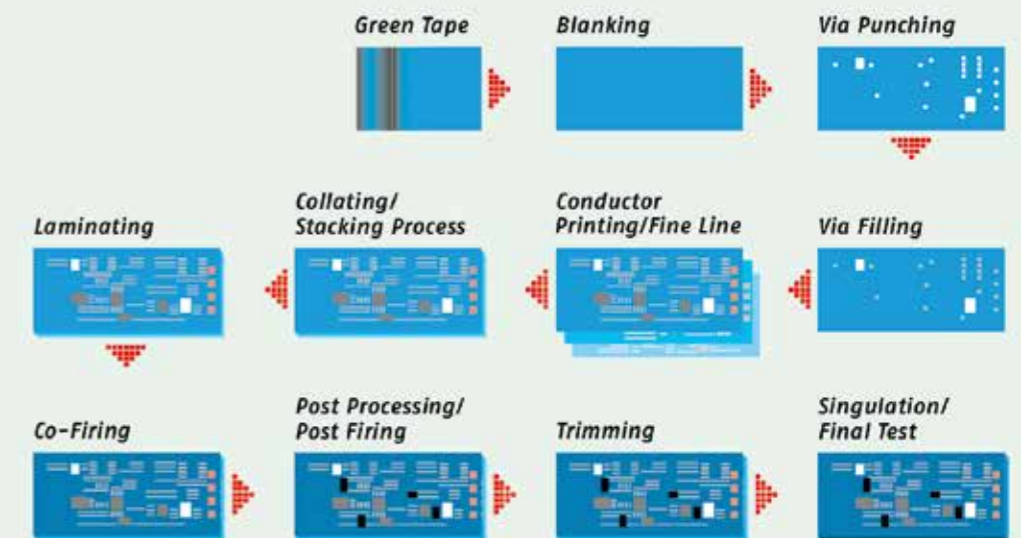 Green Tape
Blanking
Via Punching
Laminating
Collating/
Stacking Process
Conductor
Printing/Fine Line
Via Filling
Co-Firing
Post Processing/
Post Firing
Trimming
Singulation/
Final Test